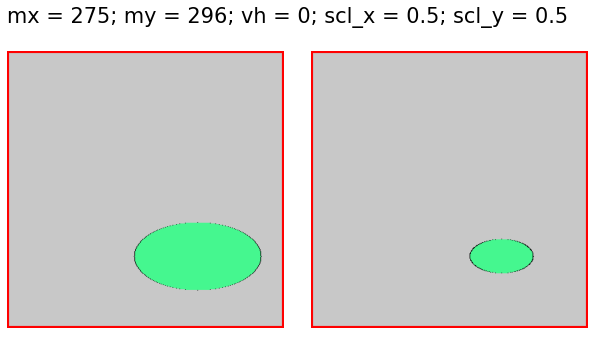 mx = 275; my = 296; vh = 0; scl_x = 0.5; scl_y = 0.5